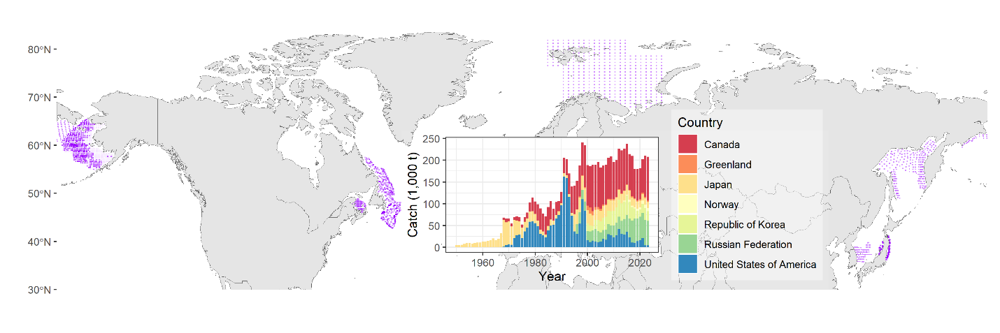 80°N
70°N
60°N
50°N
40°N
30°N
Catch (1,000 t)
250
200
150
100
50
0
1960 1980 2000 2020
Year
Country
Canada
Greenland
Japan
Norway
Republic of Korea
Russian Federation
United States of America